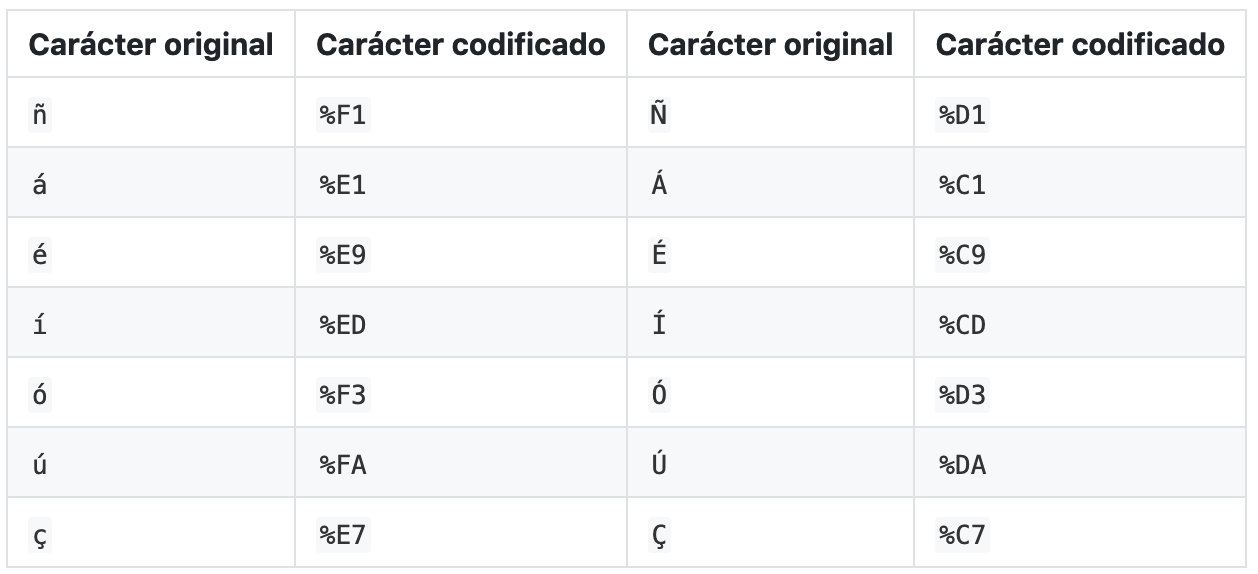 Carácter original Carácter codificado Carácter original Carácter codificado
ñ %F1 Ñ %D1
á %E1 Á %C1
é %E9 É %C9
í %ED Í %CD
ó %F3 Ó %D3
ú %FA Ú %DA
ç %E7 Ç %C7